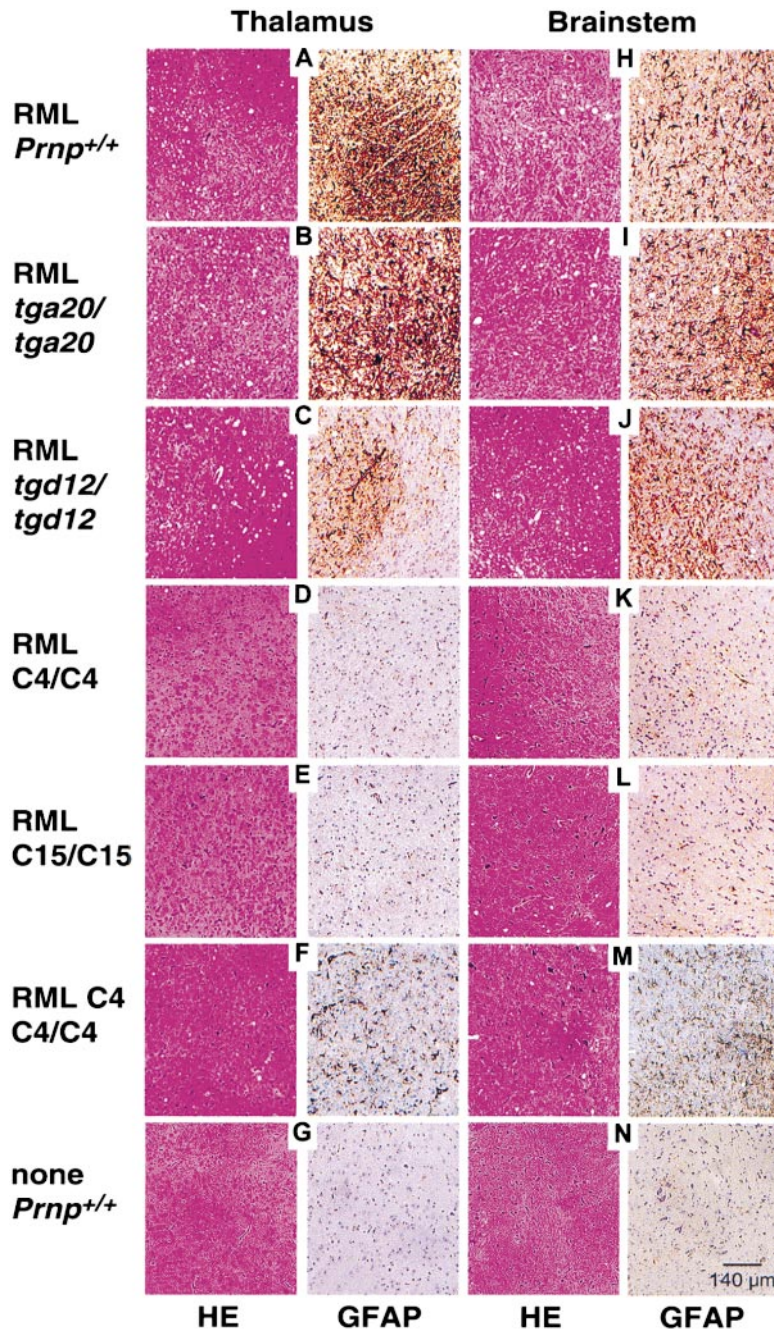 Thalamus Brainstem
A H
RML
Prnp+/+
B I
RML
tga20/
tga20
C J
RML
tgd12/
tgd12
D K
RML
C4/C4
E L
RML
C15/C15
F M
RML C4
C4/C4
G N
none
Prnp+/+
140 µm
HE GFAP HE GFAP